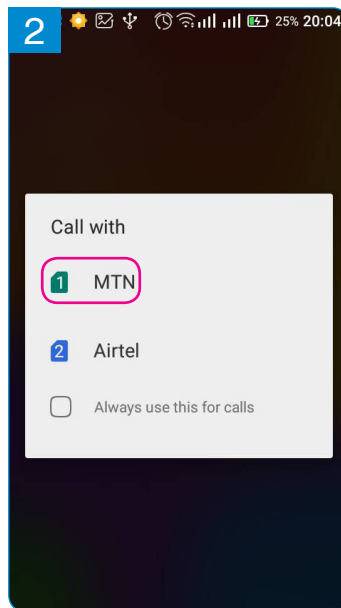 2
25% 20:04
Call with
1 MTN
2 Airtel
Always use this for calls